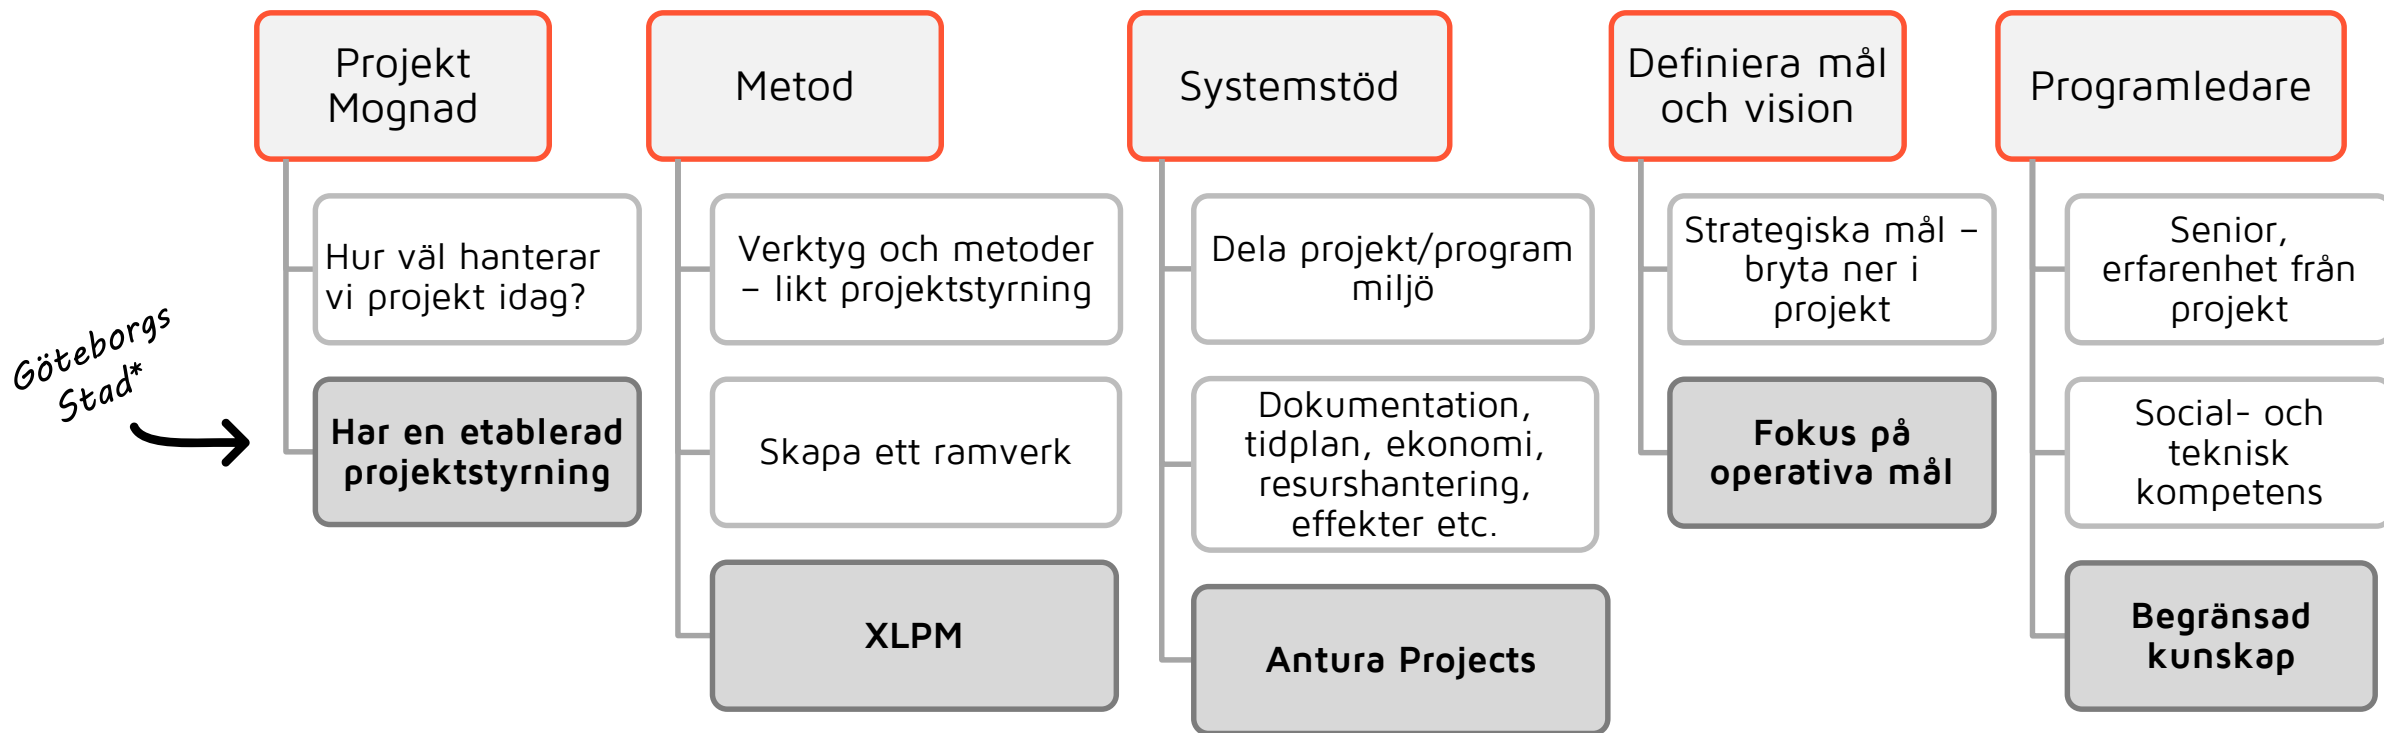 Projekt
Mognad
Hur väl hanterar
vi projekt idag?
Göteborgs
Stad*
Har en etablerad
projektstyrning
Metod
Verktyg och metoder
– likt projektstyrning
Skapa ett ramverk
XLPM
Systemstöd
Dela projekt/program
miljö
Dokumentation,
tidplan, ekonomi,
resurshantering,
effekter etc.
Antura Projects
Definiera mål
och vision
Strategiska mål –
bryta ner i
projekt
Fokus på
operativa mål
Programledare
Senior,
erfarenhet från
projekt
Social- och
teknisk
kompetens
Begränsad
kunskap